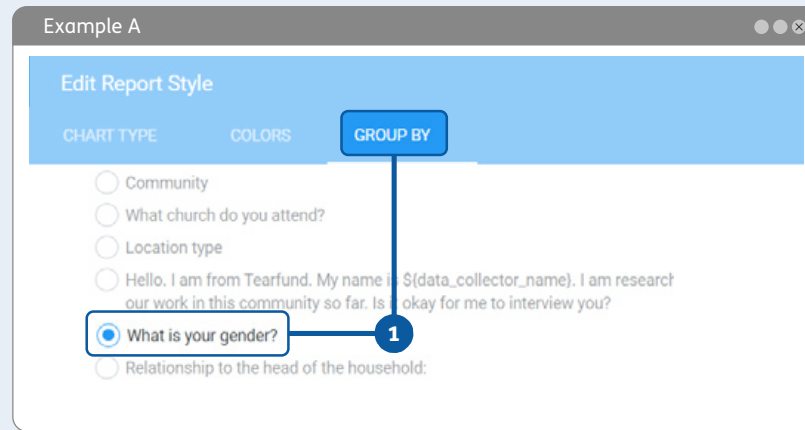 Example A
Edit Report Style
CHART TYPE COLORS GROUP BY
Community
What church do you attend?
Location type
Hello. I am from Tearfund. My name is ${data_collector_name}. I am research
our work in this community so far. Is it okay for me to interview you?
What is your gender?
1
Relationship to the head of the household: